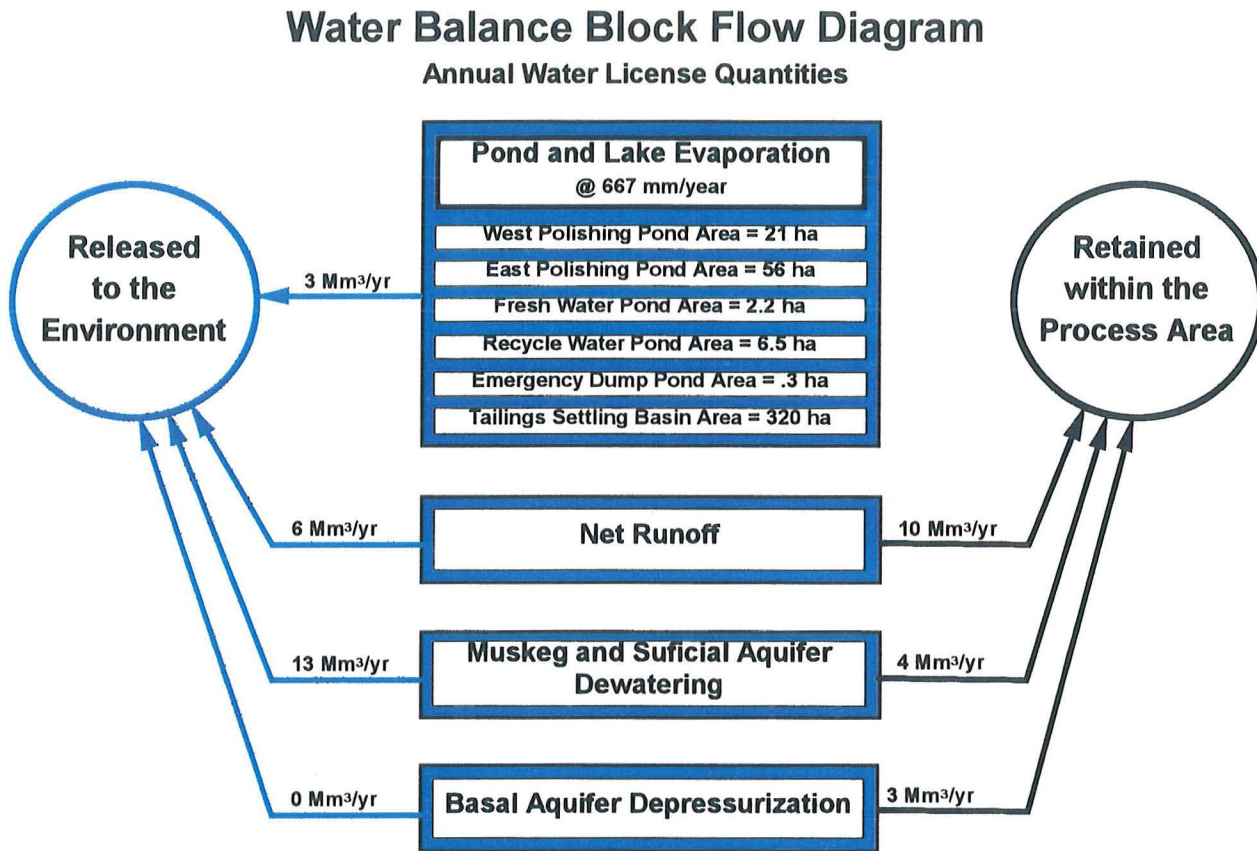 Water Balance Block Flow Diagram
Annual Water License Quantities
Pond and Lake Evaporation
@ 667 mm/year
West Polishing Pond Area = 21 ha
East Polishing Pond Area = 56 ha
Fresh Water Pond Area = 2.2 ha
Recycle Water Pond Area = 6.5 ha
Emergency Dump Pond Area = .3 ha
Tailings Settling Basin Area = 320 ha
Released
to the
Environment
3 Mm³/yr
Retained
within the
Process Area
6 Mm³/yr
Net Runoff
10 Mm³/yr
13 Mm³/yr
Muskeg and Suficial Aquifer
Dewatering
4 Mm³/yr
0 Mm³/yr
Basal Aquifer Depressurization
3 Mm³/yr